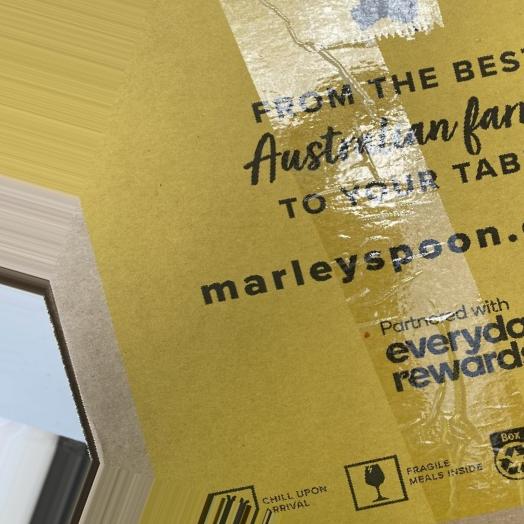 FROM THE BEST
Australian far
TO YOUR TAB
marleyspoon.
Partnered with
everyda
rewards
CHILL UPON
ARRIVAL
FRAGILE
MEALS INSIDE
Box